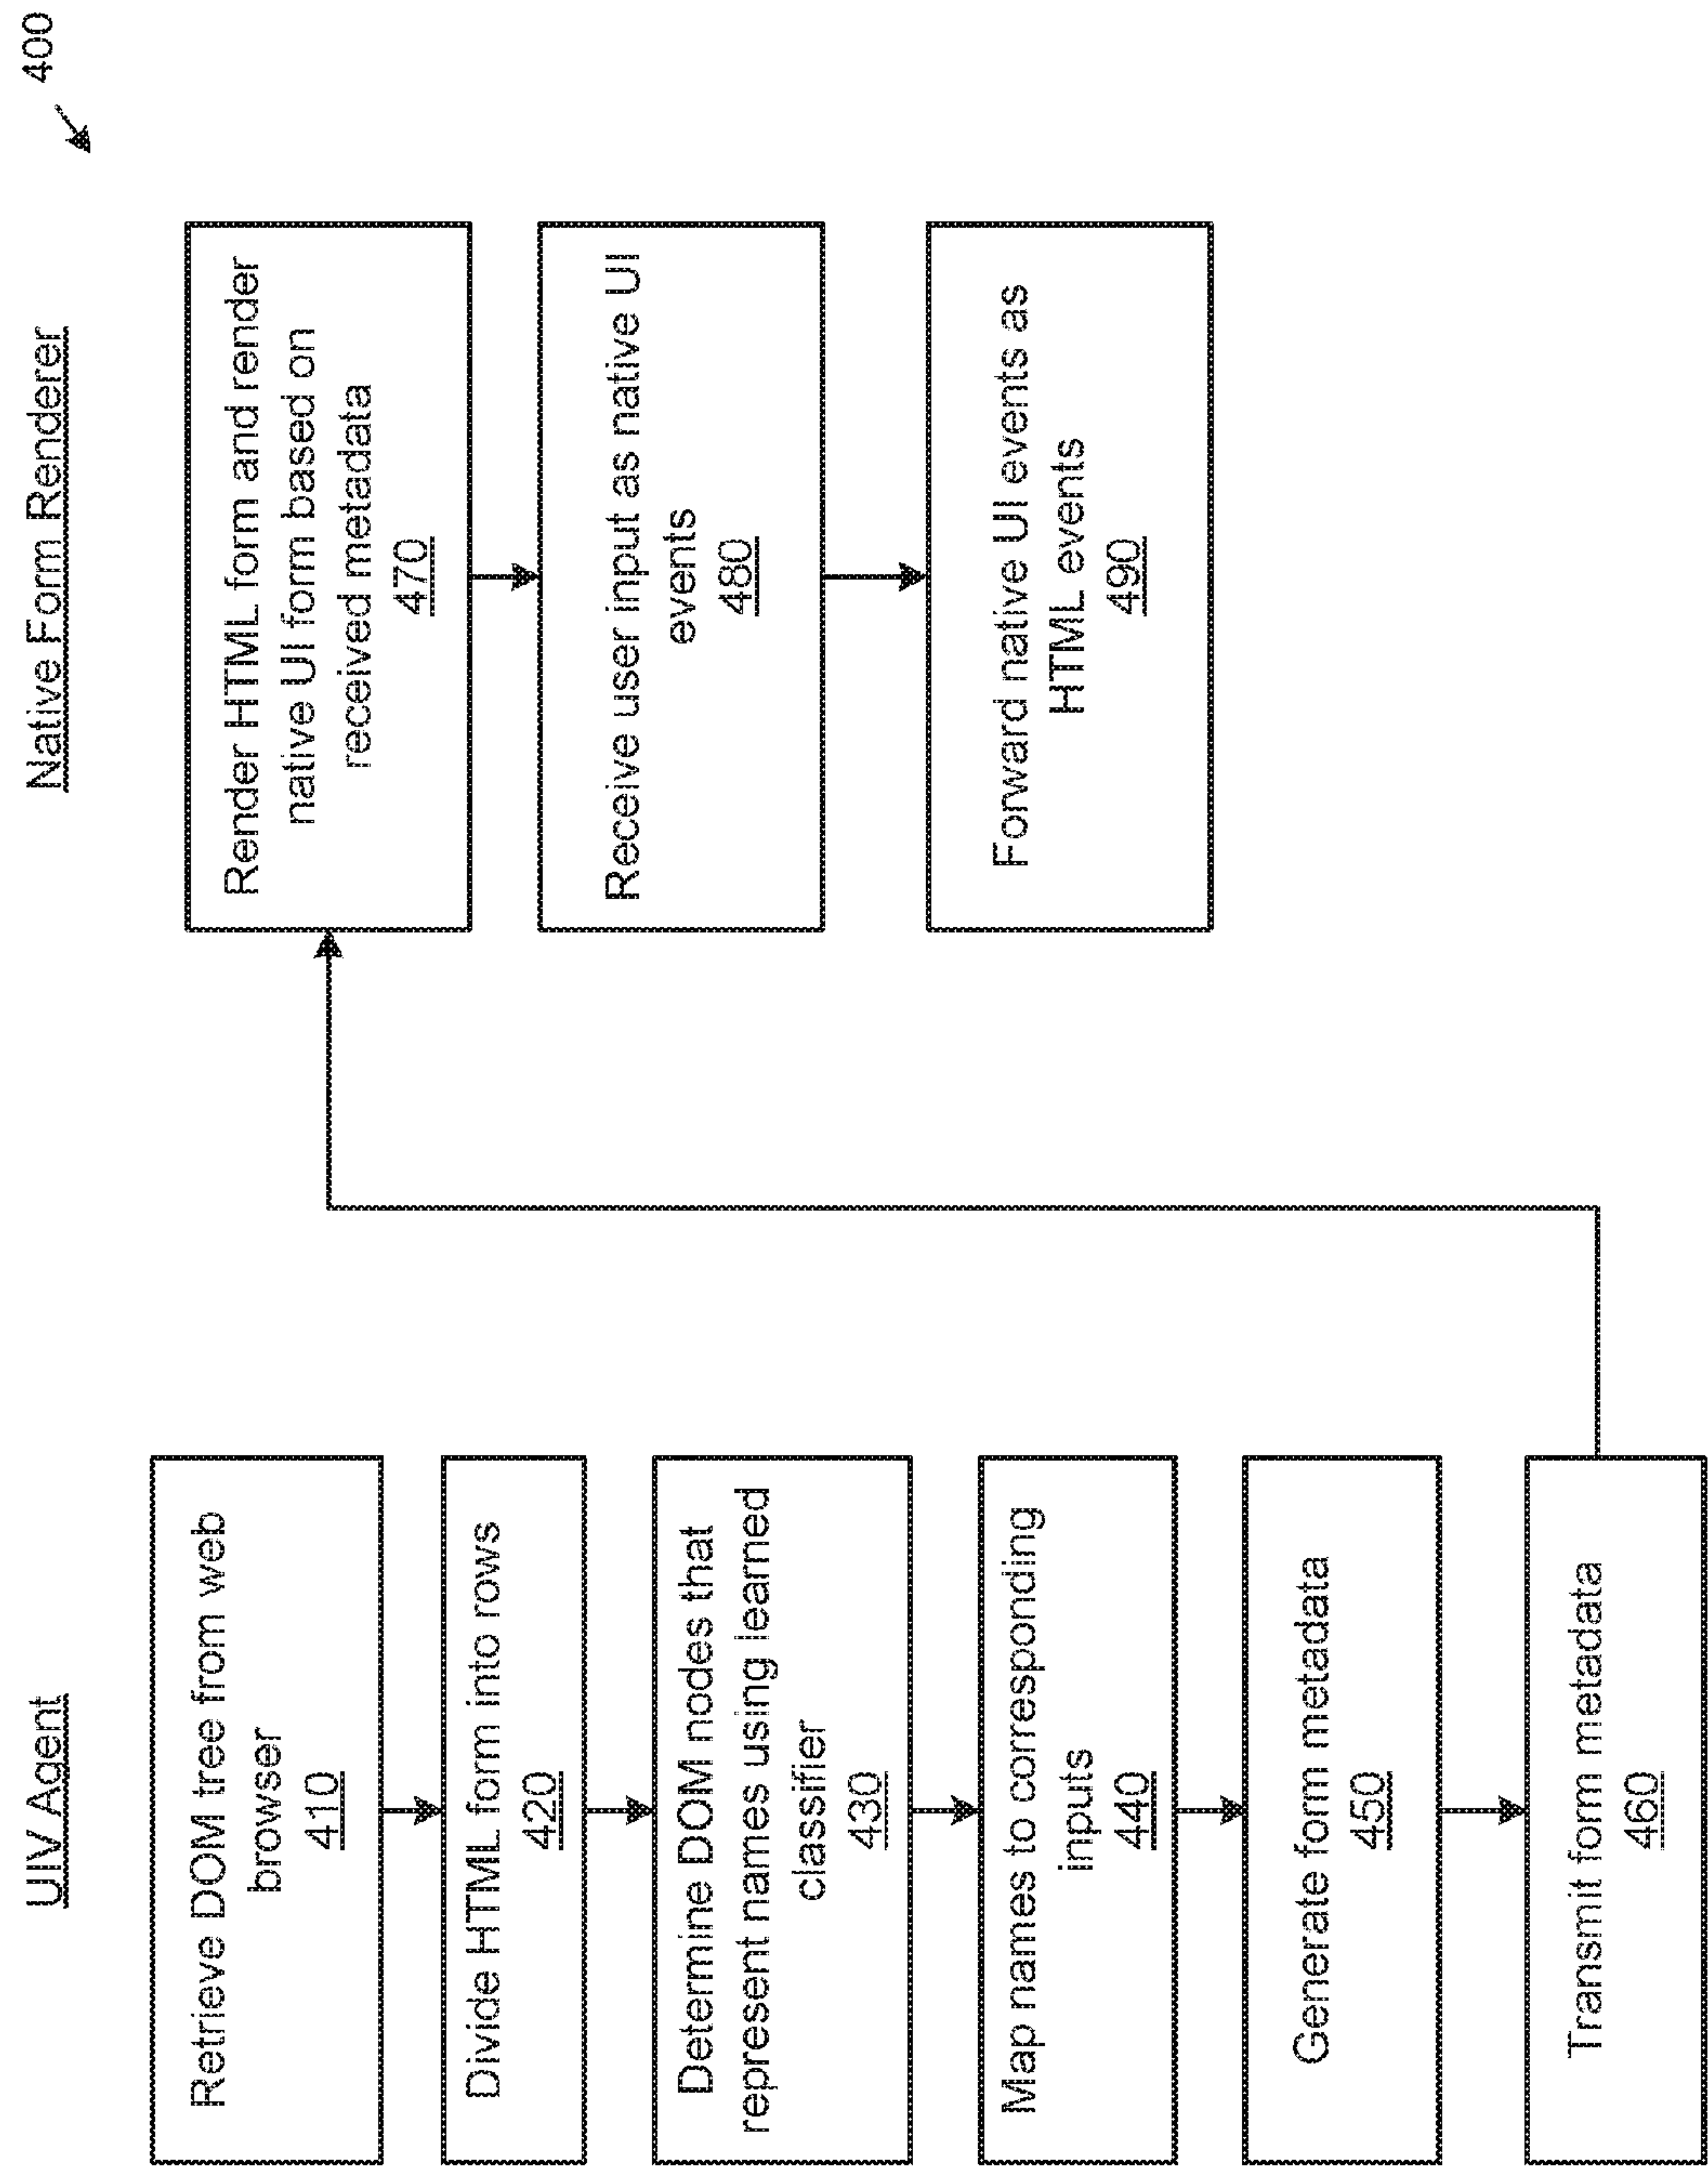 400
UIV Agent
Retrieve DOM tree from web
browser
410
Divide HTML form into rows
420
Determine DOM nodes that
represent names using learned
classifier
430
Map names to corresponding
inputs
440
Generate form metadata
450
Transmit form metadata
460
Native Form Renderer
Render HTML form and render
native UI form based on
received metadata
470
Receive user input as native UI
events
480
Forward native UI events as
HTML events
490